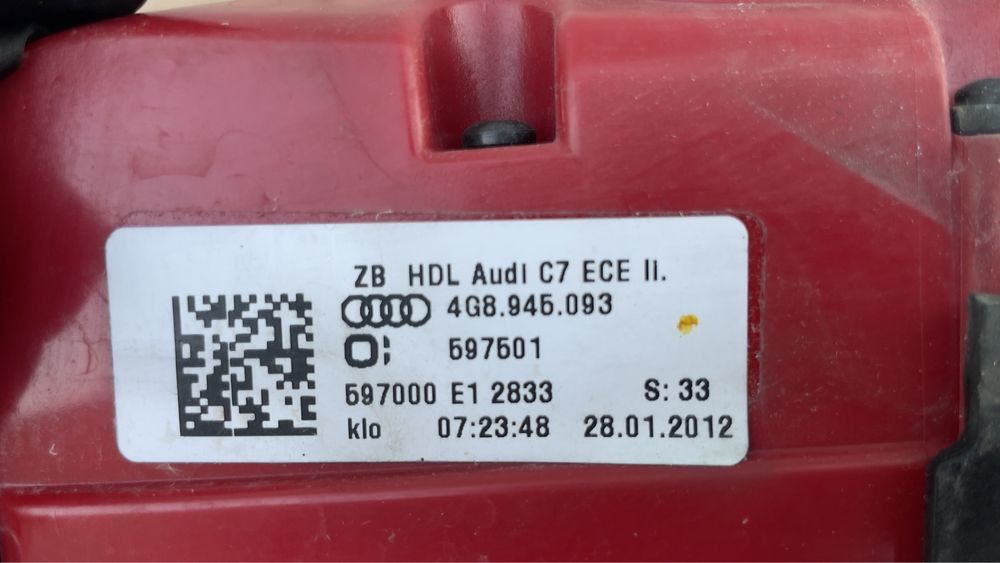 ZB HDL Audi C7 ECE II.
4G8.945.093
597501
597000 E1 2833 S: 33
klo 07:23:48 28.01.2012